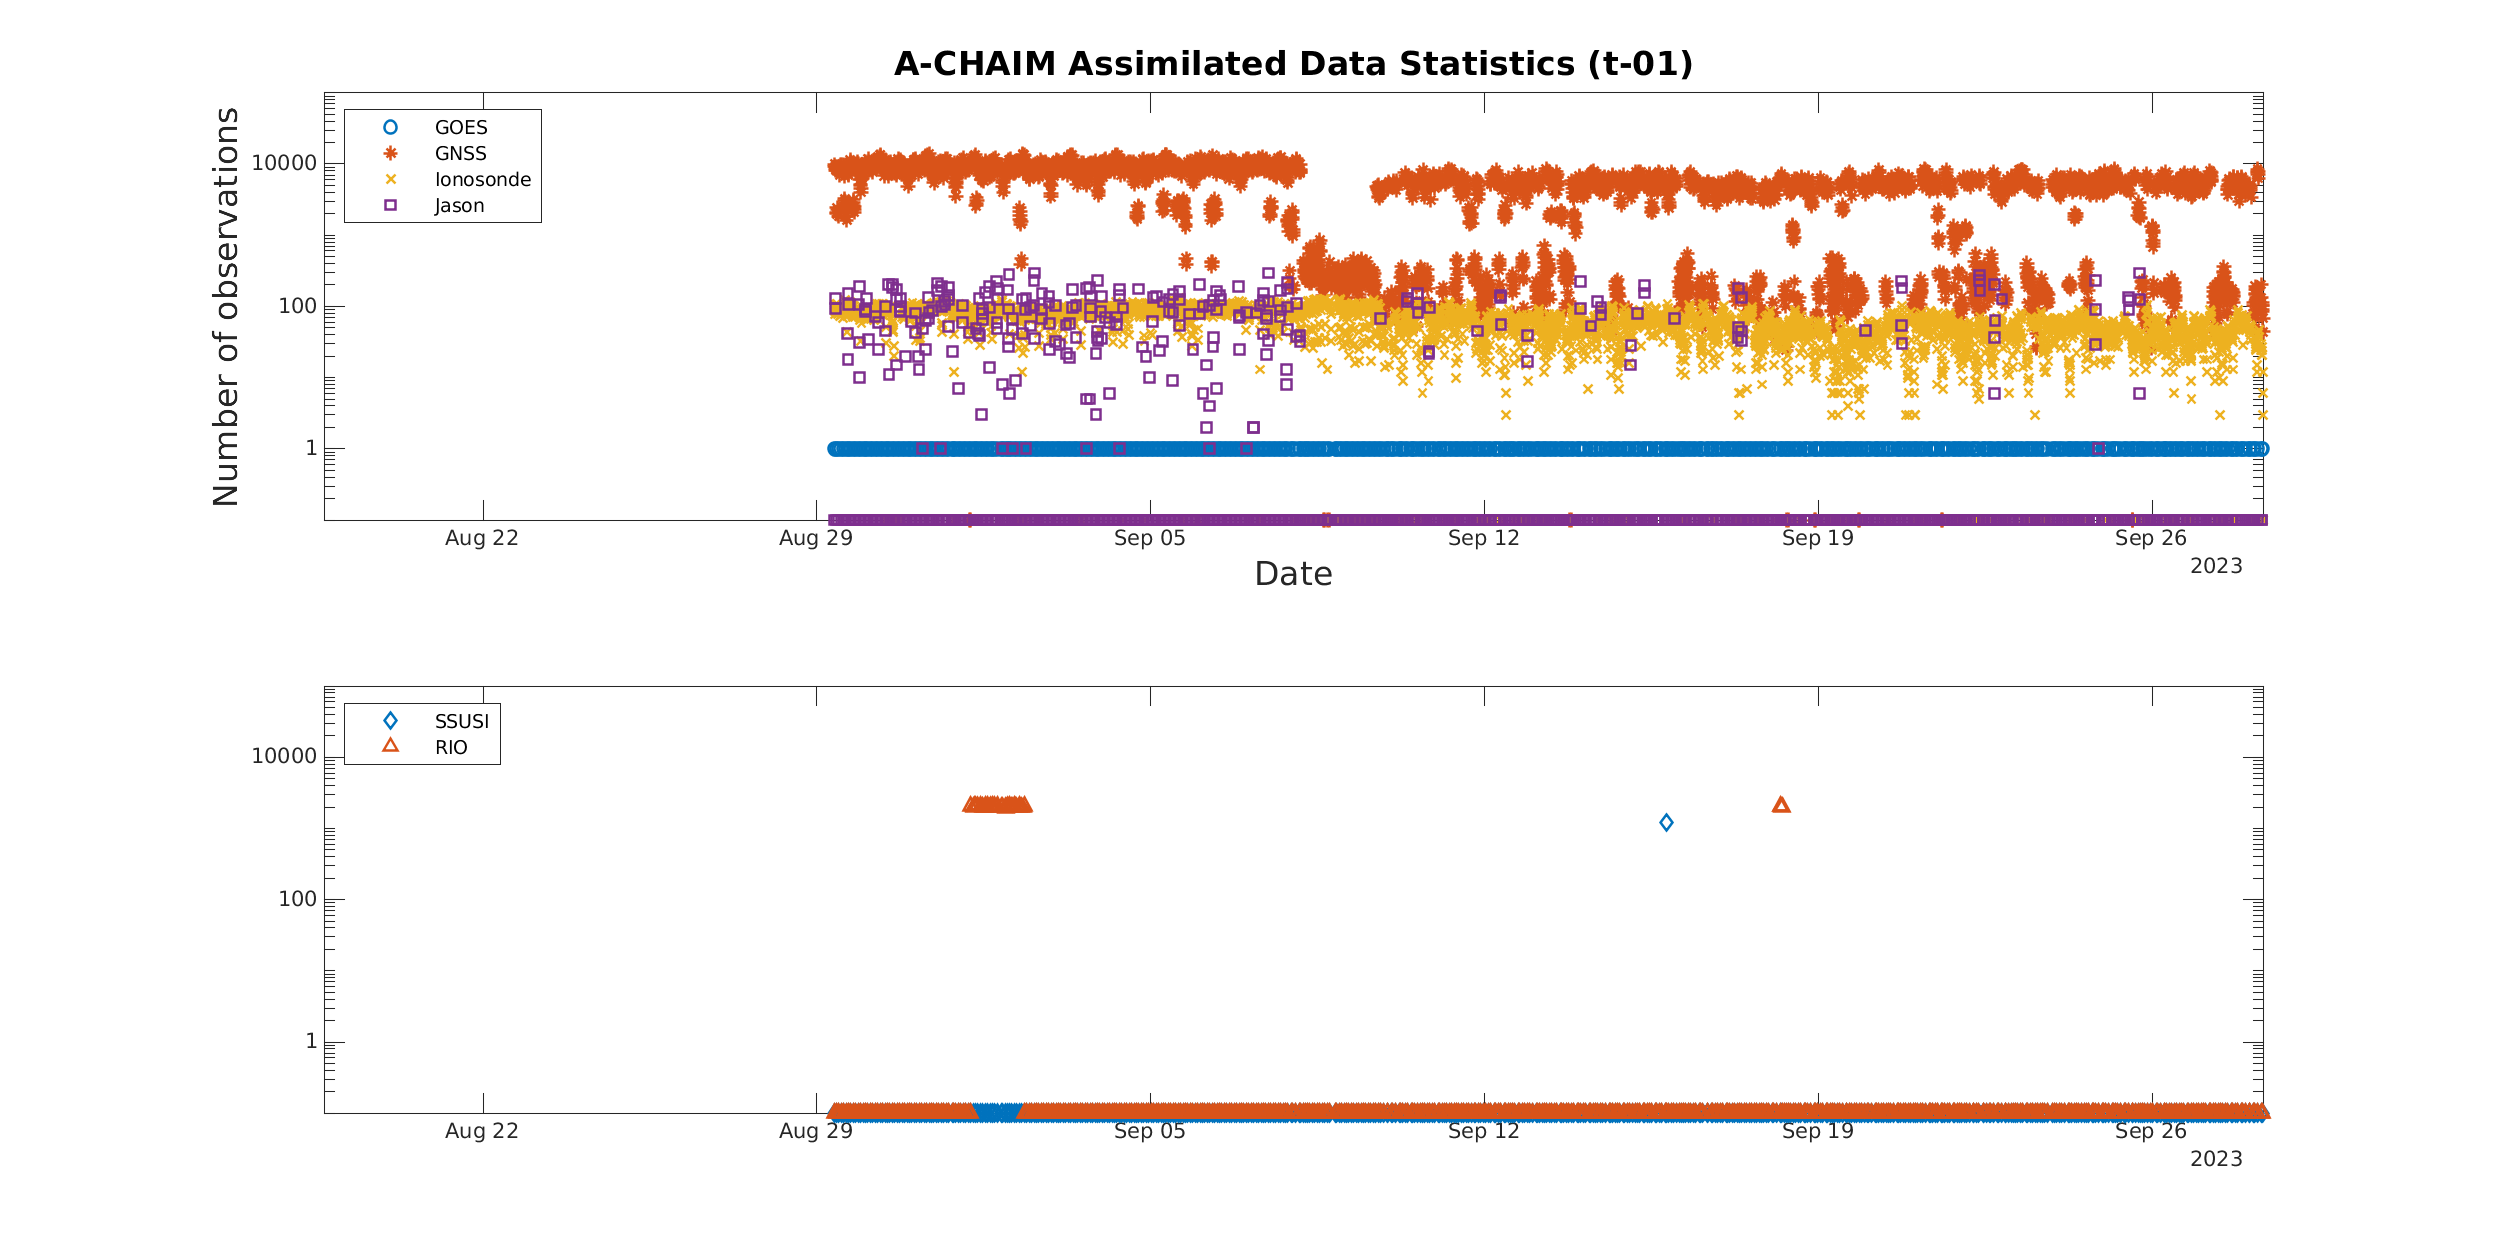 A-CHAIM Assimilated Data Statistics (t-01)
Number of observations
10000
100
1
GOES
GNSS
Ionosonde
Jason
Aug 22
Aug 29
Sep 05
Sep 12
Sep 19
Sep 26
2023
Date
10000
100
1
SSUSI
RIO
Aug 22
Aug 29
Sep 05
Sep 12
Sep 19
Sep 26
2023